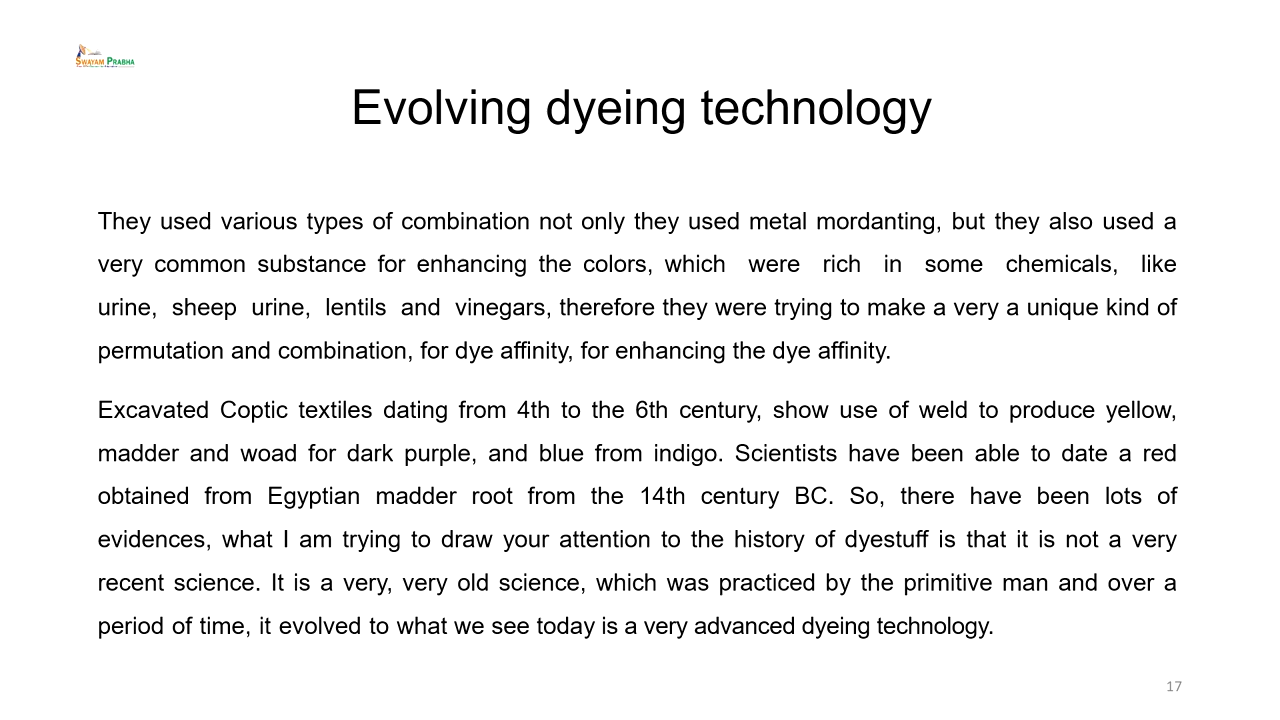 SWAYAM PRABHA
Evolving dyeing technology
They used various types of combination not only they used metal mordanting, but they also used a
very common substance for enhancing the colors, which were rich in some chemicals, like
urine, sheep urine, lentils and vinegars, therefore they were trying to make a very a unique kind of
permutation and combination, for dye affinity, for enhancing the dye affinity.
Excavated Coptic textiles dating from 4th to the 6th century, show use of weld to produce yellow,
madder and woad for dark purple, and blue from indigo. Scientists have been able to date a red
obtained from Egyptian madder root from the 14th century BC. So, there have been lots of
evidences, what I am trying to draw your attention to the history of dyestuff is that it is not a very
recent science. It is a very, very old science, which was practiced by the primitive man and over a
period of time, it evolved to what we see today is a very advanced dyeing technology.
17